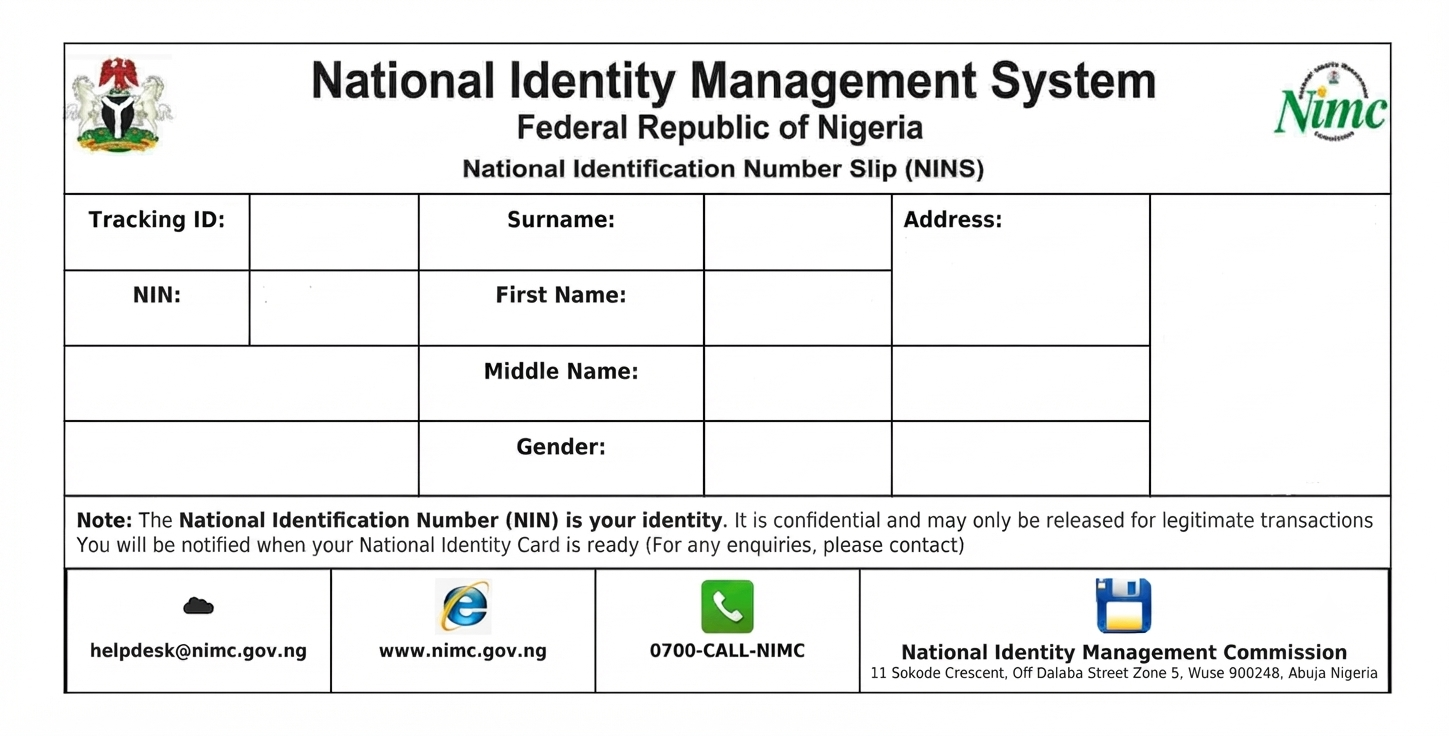 National Identity Management System
Federal Republic of Nigeria
National Identification Number Slip (NINS)
Nimc
Tracking ID:
Surname:
Address:
NIN:
First Name:
Middle Name:
Gender:
Note: The National Identification Number (NIN) is your identity. It is confidential and may only be released for legitimate transactions
You will be notified when your National Identity Card is ready (For any enquiries, please contact)
helpdesk@nimc.gov.ng
www.nimc.gov.ng
0700-CALL-NIMC
National Identity Management Commission
11 Sokode Crescent, Off Dalaba Street Zone 5, Wuse 900248, Abuja Nigeria